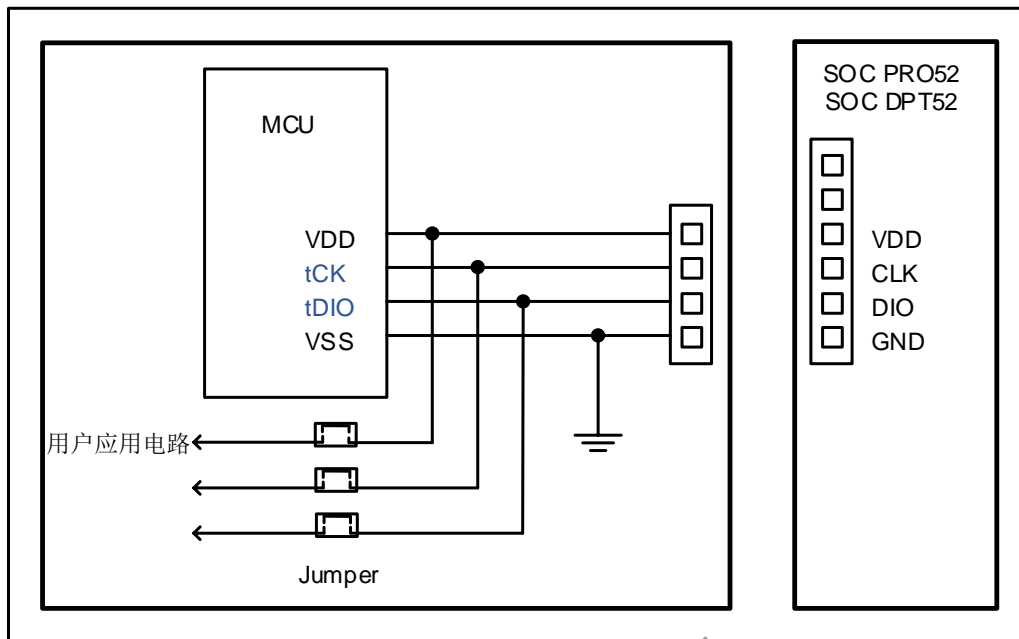 SOC PRO52
SOC DPT52
MCU
VDD
tCK
tDIO
VSS
VDD
CLK
DIO
GND
用户应用电路
Jumper